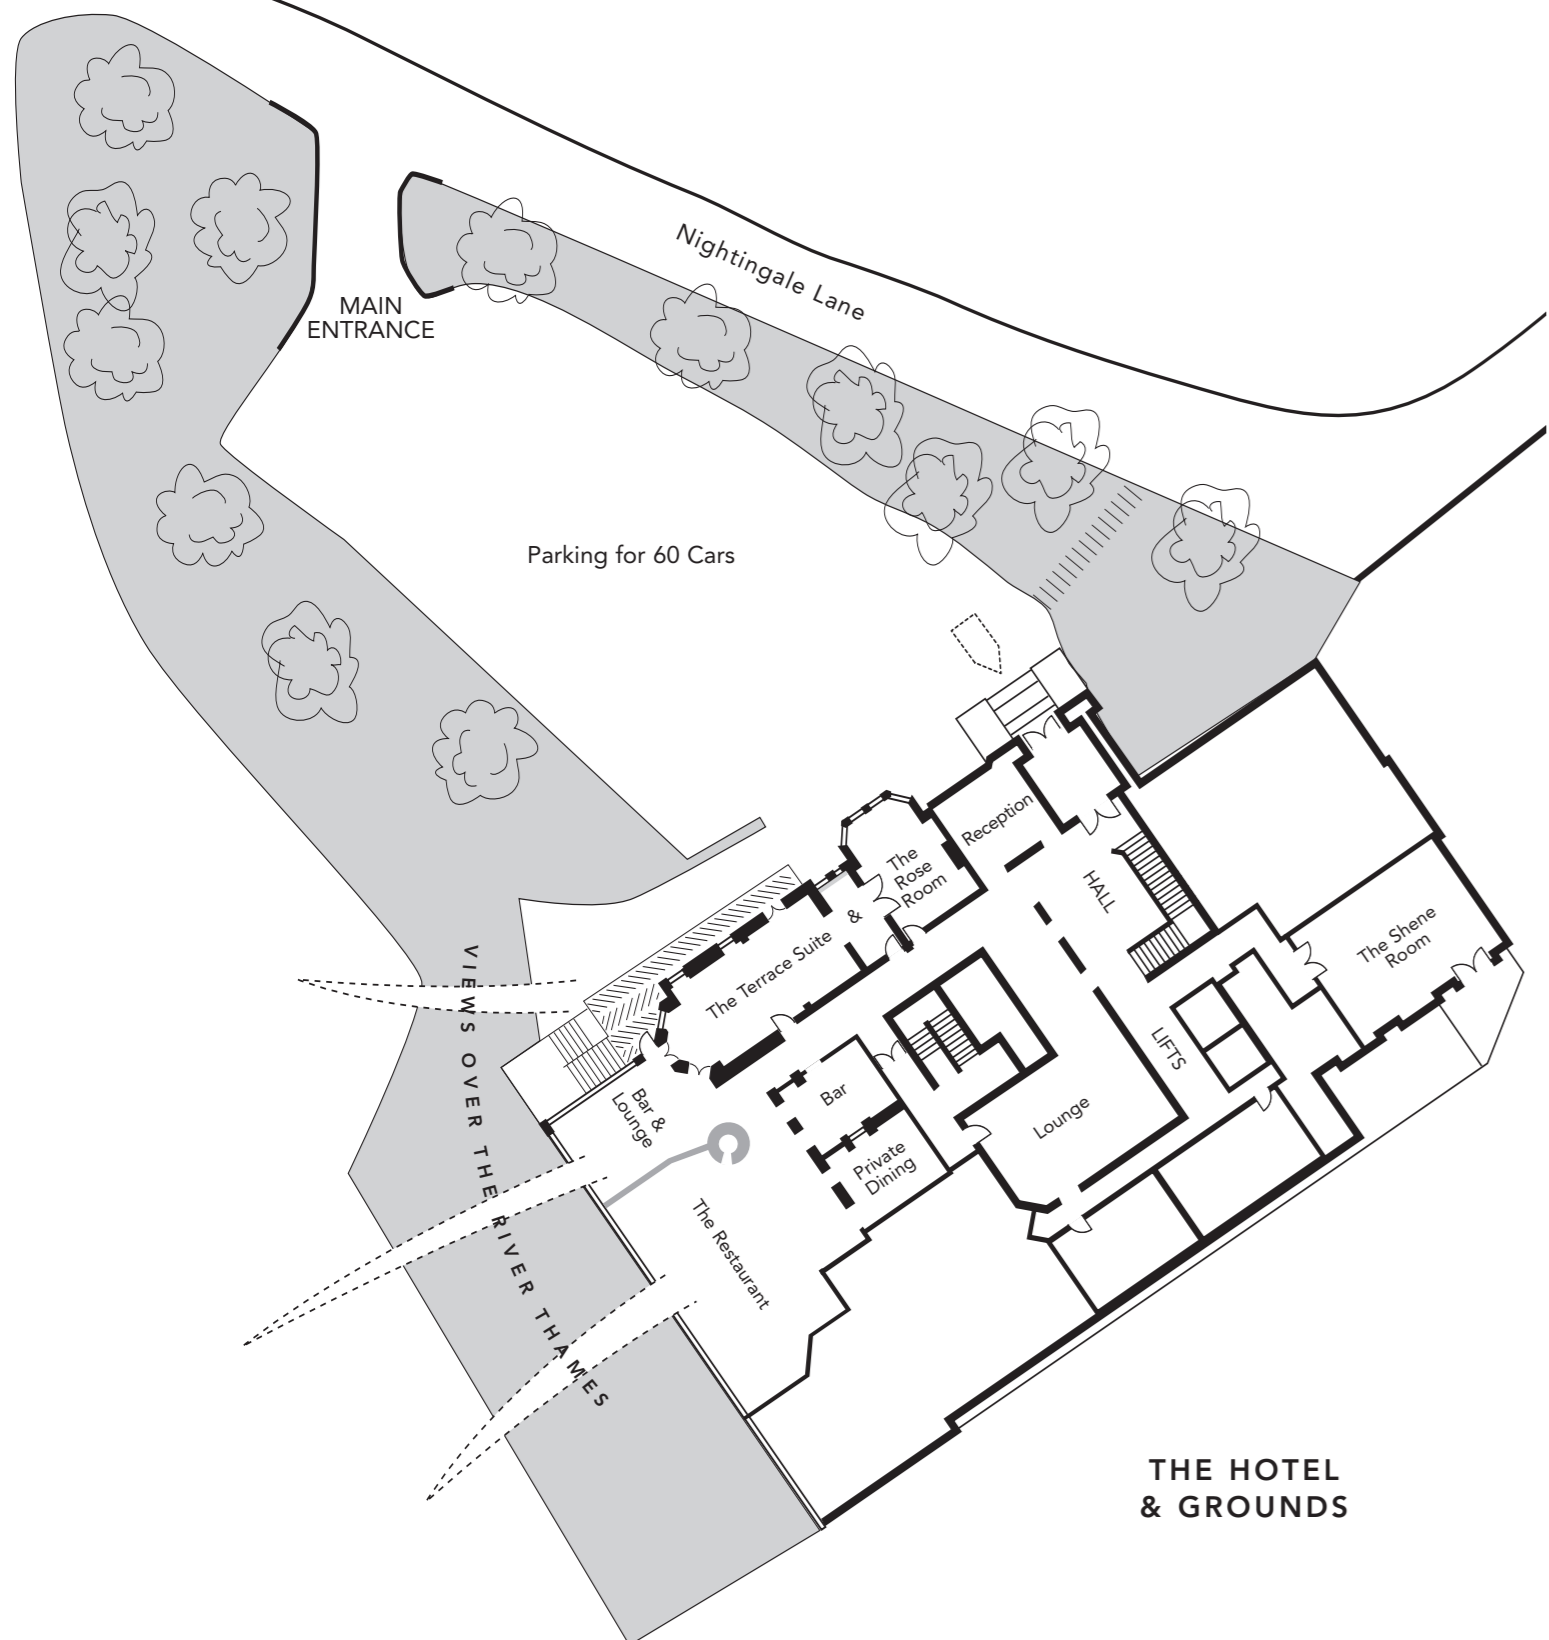 Nightingale Lane
MAIN
ENTRANCE
Parking for 60 Cars
Reception
The
Rose
Room
&
The Terrace Suite
HALL
The Shene
Room
VIEWS OVER THE RIVER THAMES
LIFTS
Bar &
Lounge
Bar
Lounge
Private
Dining
The Restaurant
THE HOTEL
& GROUNDS